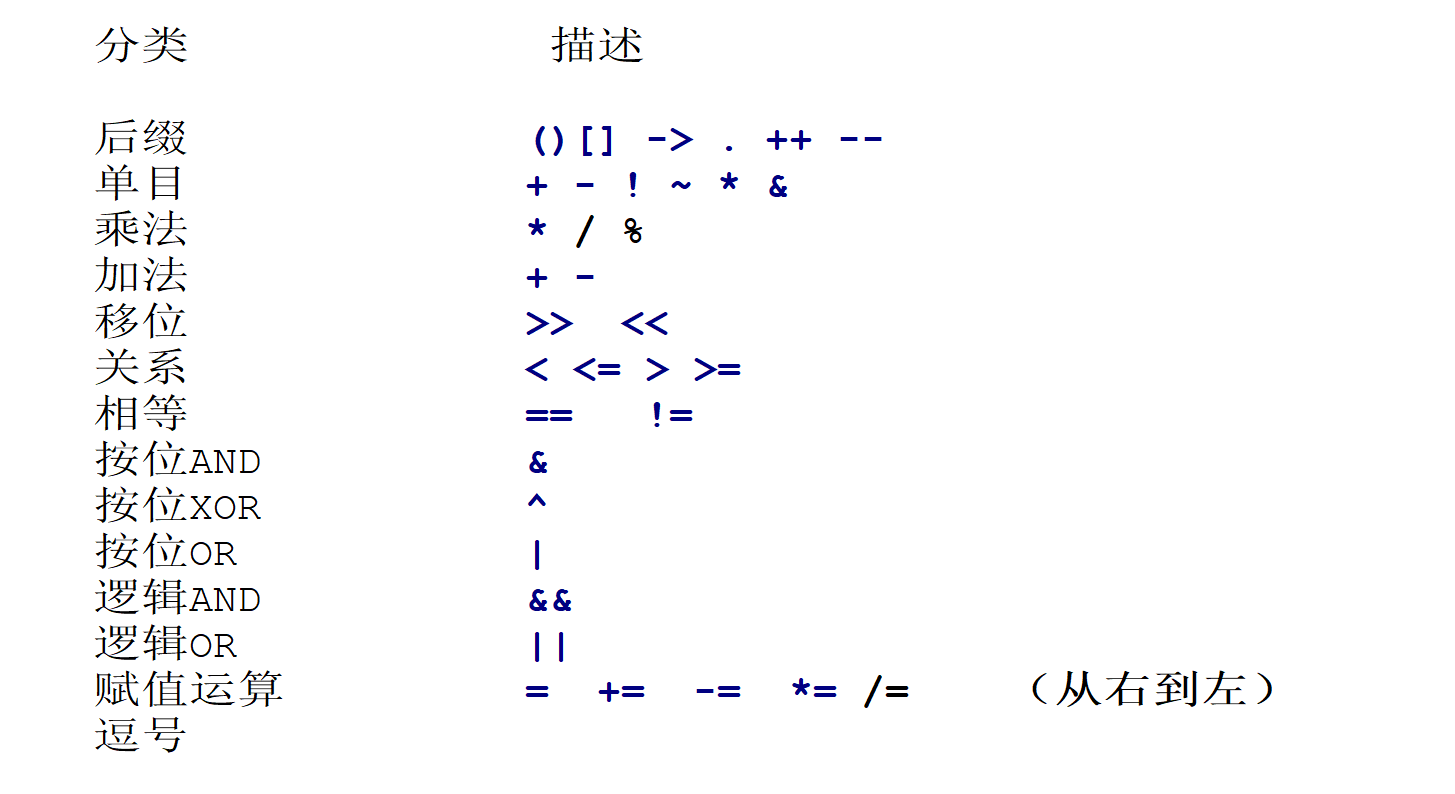 分类 描述
后缀 ()[] -> . ++ --
单目 + - ! ~ * &
乘法 * / %
加法 + -
移位 >> <<
关系 < <= > >=
相等 == !=
按位AND &
按位XOR ^
按位OR |
逻辑AND &&
逻辑OR ||
赋值运算 = += -= *= /= （从右到左）
逗号